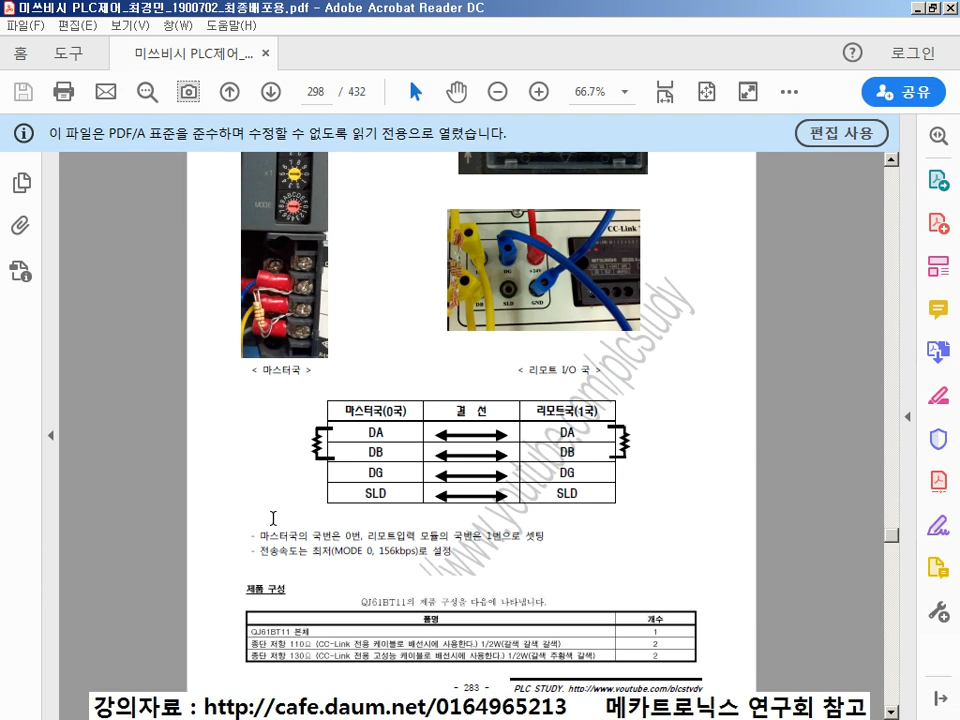 미쓰비시 PLC제어_최경민_1900702_최종배포용.pdf - Adobe Acrobat Reader DC
파일(F) 편집(E) 보기(V) 창(W) 도움말(H)
홈 도구 미쓰비시 PLC제어_... × ? 로그인
298 / 432 66.7% 공유
이 파일은 PDF/A 표준을 준수하며 수정할 수 없도록 읽기 전용으로 열렸습니다. 편집 사용
x1
MODE
CC-Link
DG +24V
DB SLD GND
MITSUBISHI
< 마스터국 > < 리모트 I/O 국 >
마스터국(0국) 결 선 리모트국(1국)
DA DA
DB DB
DG DG
SLD SLD
//www.youtube.com/plcstudy
- 마스터국의 국번은 0번, 리모트입력 모듈의 국번은 1번으로 셋팅
- 전송속도는 최저(MODE 0, 156kbps)로 설정
제품 구성
QJ61BT11의 제품 구성을 다음에 나타냅니다.
품명 개수
QJ61BT11 본체 1
종단 저항 110Ω (CC-Link 전용 케이블로 배선시에 사용한다.) 1/2W(갈색 갈색 갈색) 2
종단 저항 130Ω (CC-Link 전용 고성능 케이블로 배선시에 사용한다.) 1/2W(갈색 주황색 갈색) 2
- 283 - PLC STUDY. http://www.youtube.com/plcstydy
강의자료 : http://cafe.daum.net/0164965213 메카트로닉스 연구회 참고